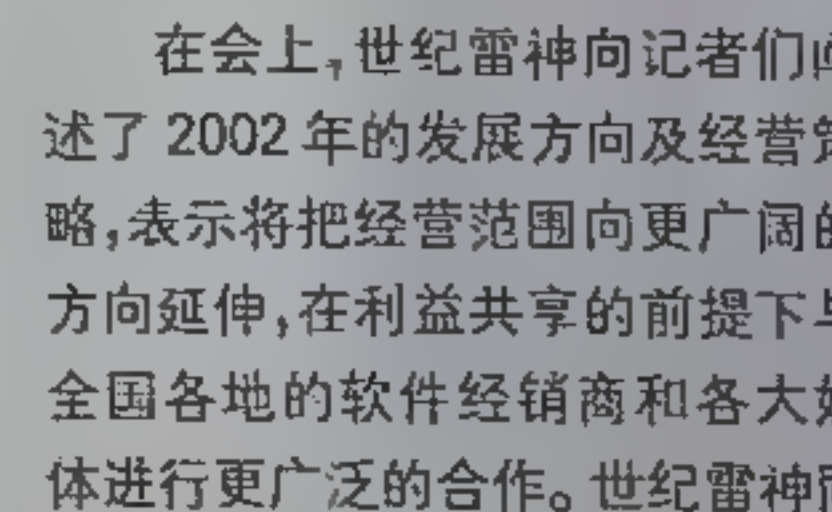 在会上，世纪雷神向记者们
述了2002年的发展方向及经营
略，表示将把经营范围向更广阔
方向延伸，在利益共享的前提下
全国各地的软件经销商和各大
体进行更广泛的合作。世纪雷神